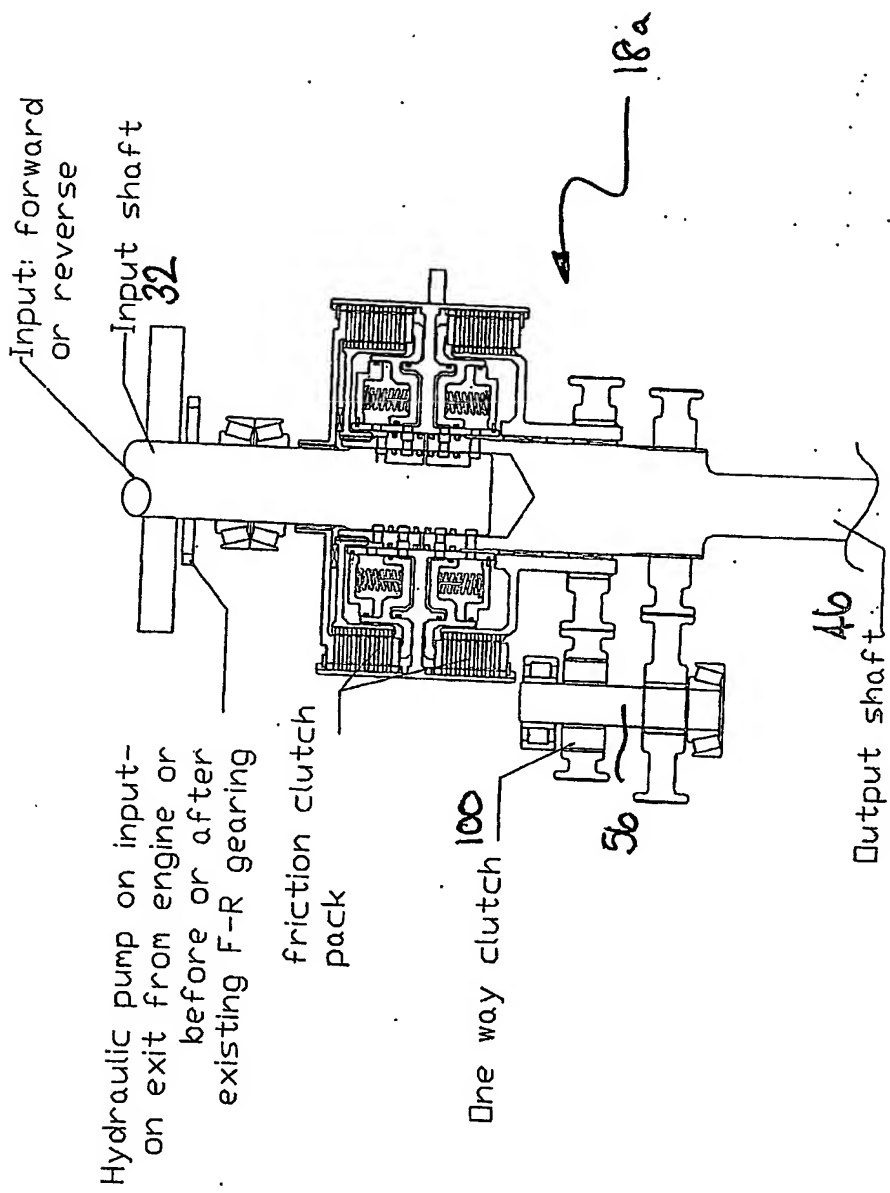 Input: forward
or reverse
Input shaft
32
18a
Hydraulic pump on input-
on exit from engine or
before or after
existing F-R gearing
friction clutch
pack
One way clutch
100
56
46
Output shaft